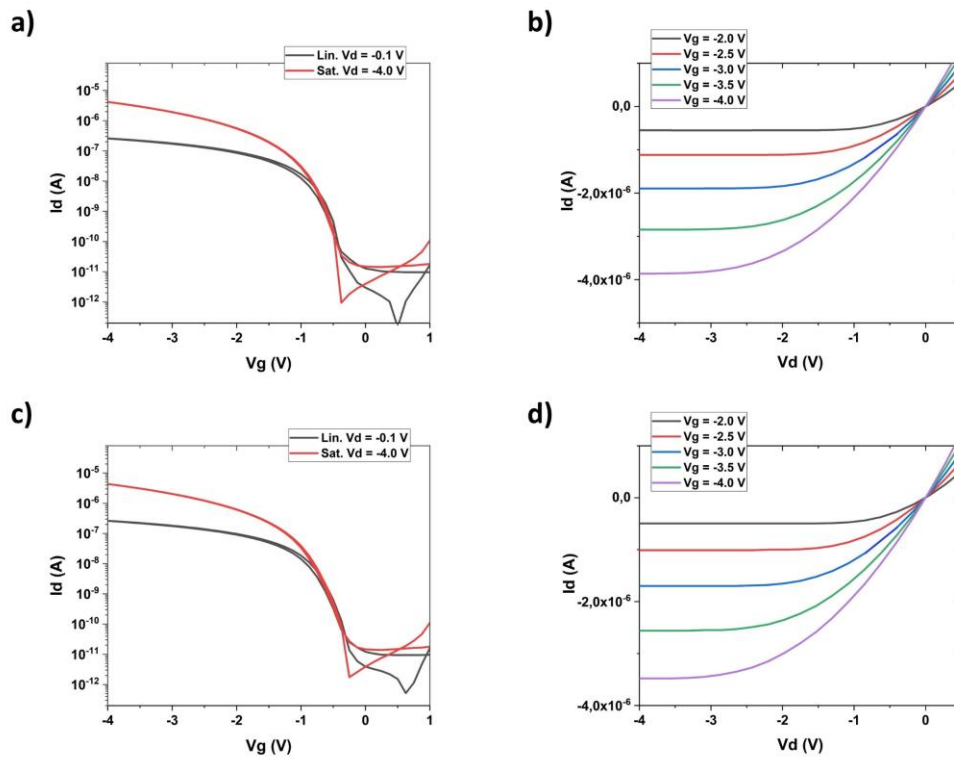 a)
Lin. Vd = -0.1 V
Sat. Vd = -4.0 V
10⁻⁵
10⁻⁶
10⁻⁷
10⁻⁸
10⁻⁹
10⁻¹⁰
10⁻¹¹
10⁻¹²
Id (A)
-4 -3 -2 -1 0 1
Vg (V)
b)
Vg = -2.0 V
Vg = -2.5 V
Vg = -3.0 V
Vg = -3.5 V
Vg = -4.0 V
0,0
-2,0x10⁻⁶
-4,0x10⁻⁶
Id (A)
-4 -3 -2 -1 0
Vd (V)
c)
Lin. Vd = -0.1 V
Sat. Vd = -4.0 V
10⁻⁵
10⁻⁶
10⁻⁷
10⁻⁸
10⁻⁹
10⁻¹⁰
10⁻¹¹
10⁻¹²
Id (A)
-4 -3 -2 -1 0 1
Vg (V)
d)
Vg = -2.0 V
Vg = -2.5 V
Vg = -3.0 V
Vg = -3.5 V
Vg = -4.0 V
0,0
-2,0x10⁻⁶
-4,0x10⁻⁶
Id (A)
-4 -3 -2 -1 0
Vd (V)